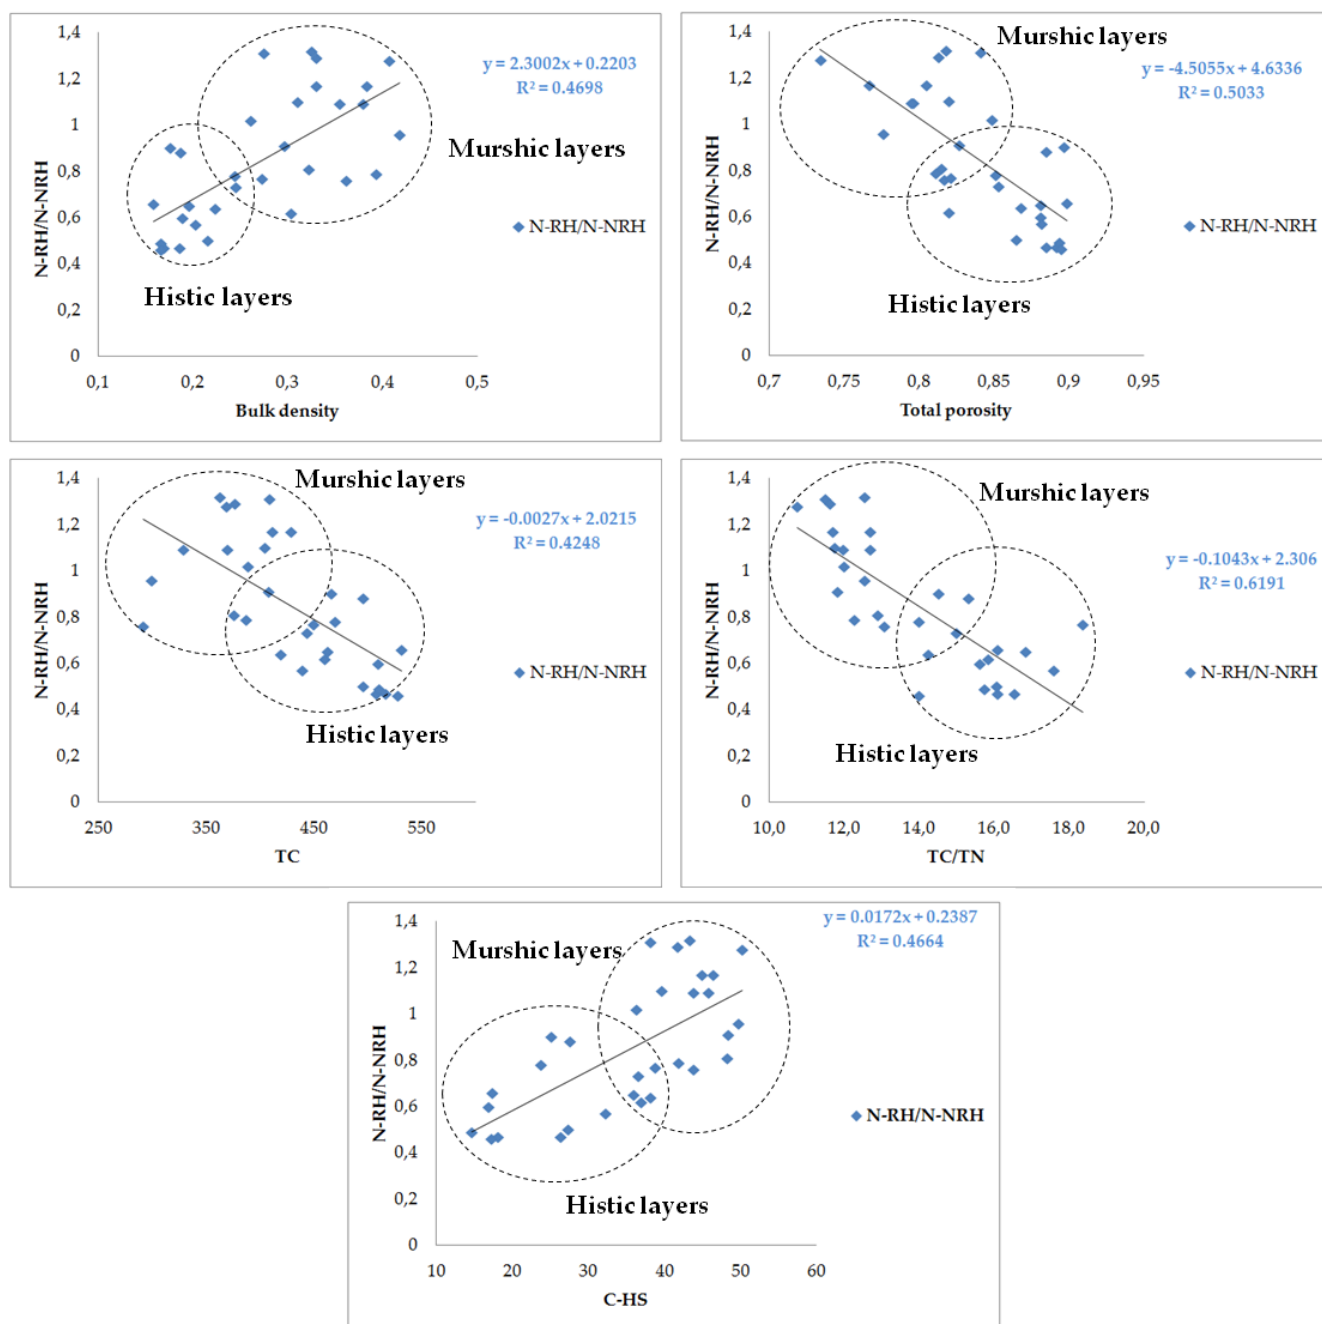 1,4
1,2
1
0,8
0,6
0,4
0,2
0
N-RH/N-NRH
y = 2.3002x + 0.2203
R² = 0.4698
Murshic layers
N-RH/N-NRH
Histic layers
0,1 0,2 0,3 0,4 0,5
Bulk density
1,4
1,2
1
0,8
0,6
0,4
0,2
0
N-RH/N-NRH
Murshic layers
y = -4.5055x + 4.6336
R² = 0.5033
N-RH/N-NRH
Histic layers
0,7 0,75 0,8 0,85 0,9 0,95
Total porosity
1,4
1,2
1
0,8
0,6
0,4
0,2
0
N-RH/N-NRH
Murshic layers
y = -0.0027x + 2.0215
R² = 0.4248
N-RH/N-NRH
Histic layers
250 350 450 550
TC
1,4
1,2
1
0,8
0,6
0,4
0,2
0
N-RH/N-NRH
Murshic layers
y = -0.1043x + 2.306
R² = 0.6191
N-RH/N-NRH
Histic layers
10,0 12,0 14,0 16,0 18,0 20,0
TC/TN
1,4
1,2
1
0,8
0,6
0,4
0,2
0
N-RH/N-NRH
y = 0.0172x + 0.2387
R² = 0.4664
Murshic layers
N-RH/N-NRH
Histic layers
10 20 30 40 50 60
C-HS